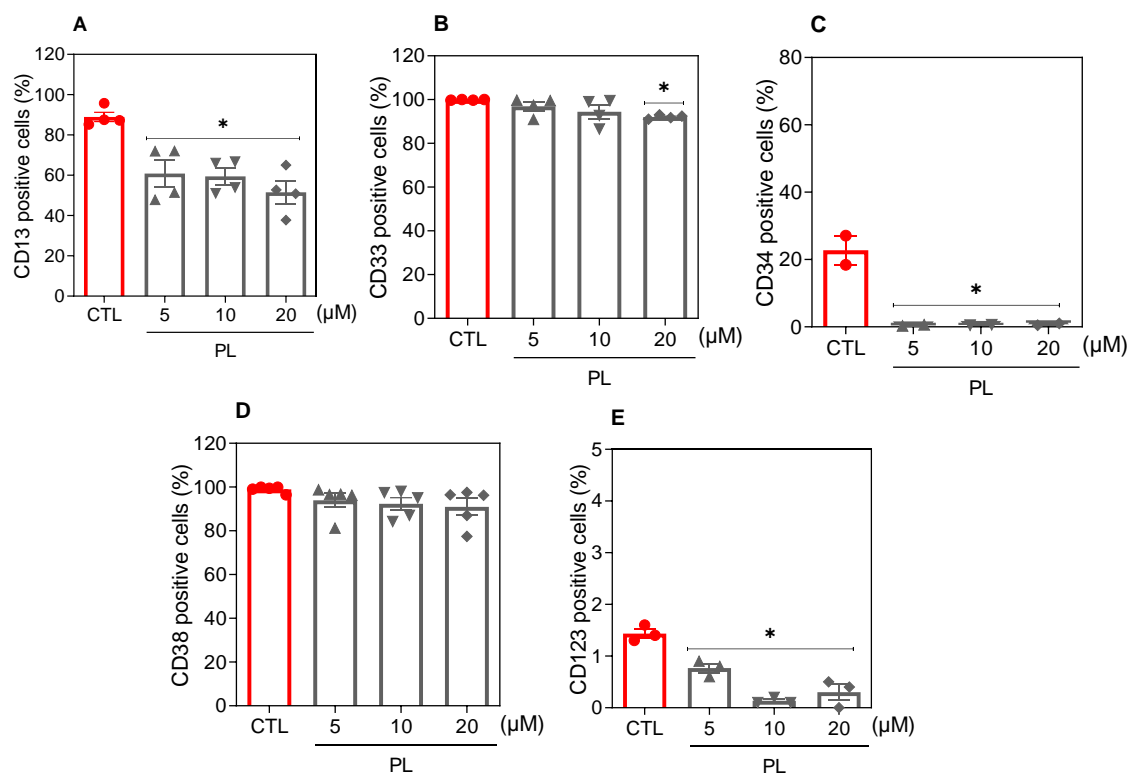 A
CD13 positive cells (%)
120
100
80
60
40
20
0
*
CTL 5 10 20 (μM)
PL
B
CD33 positive cells (%)
120
100
80
60
40
20
0
*
CTL 5 10 20 (μM)
PL
C
CD34 positive cells (%)
80
60
40
20
0
*
CTL 5 10 20 (μM)
PL
D
CD38 positive cells (%)
120
100
80
60
40
20
0
CTL 5 10 20 (μM)
PL
E
CD123 positive cells (%)
5
4
3
2
1
0
*
CTL 5 10 20 (μM)
PL